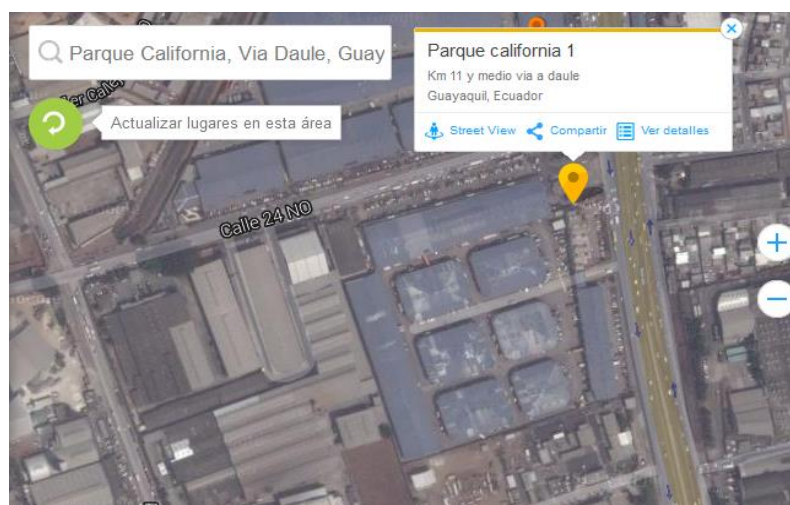 Parque California, Via Daule, Guay
Actualizar lugares en esta área
Parque california 1
Km 11 y medio via a daule
Guayaquil, Ecuador
Street View Compartir Ver detalles
Calle 24 NO